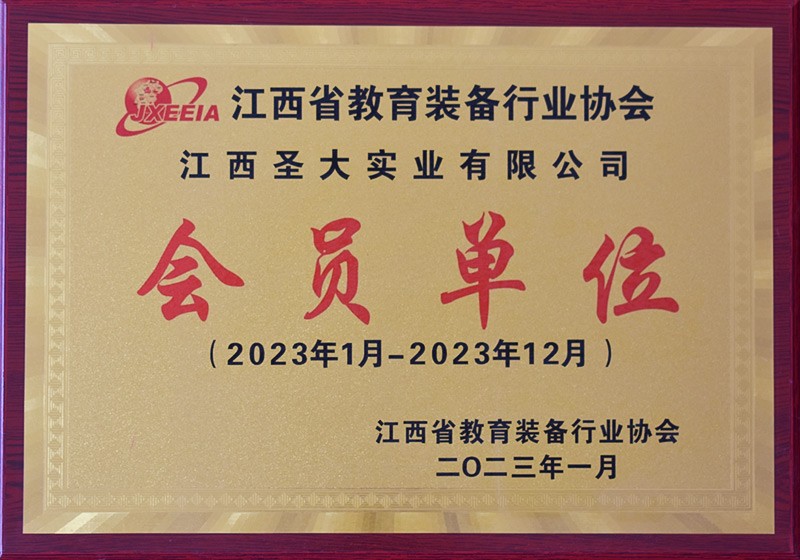 JXEEIA 江西省教育装备行业协会
江西圣大实业有限公司
会员单位
（2023年1月-2023年12月）
江西省教育装备行业协会
二〇二三年一月